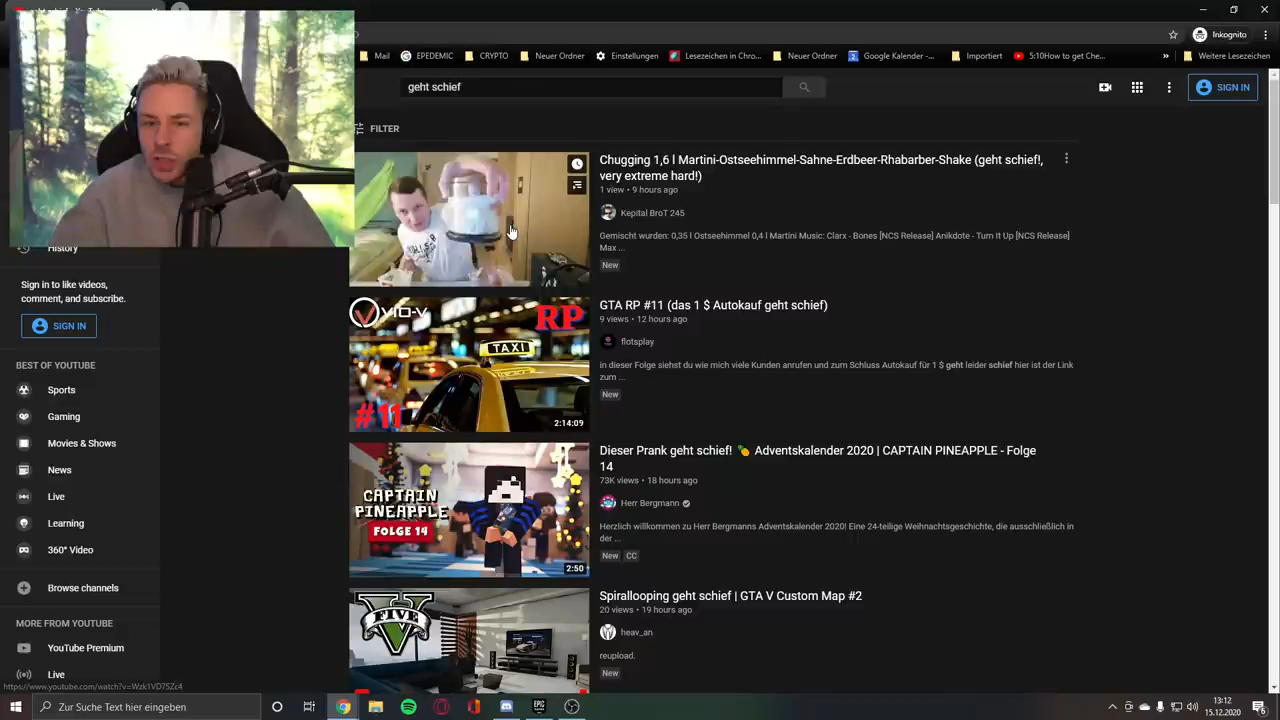 Inkognito
Mail
EPEDEMIC
CRYPTO
Neuer Ordner
Einstellungen
Lesezeichen in Chro...
Neuer Ordner
Google Kalender -...
Importiert
5:10How to get Che...
»
Weitere Lesezeichen
geht schief
SIGN IN
FILTER
Chugging 1,6 l Martini-Ostseehimmel-Sahne-Erdbeer-Rhabarber-Shake (geht schief!,
very extreme hard!)
1 view • 9 hours ago
Kepital BroT 245
Gemischt wurden: 0,35 l Ostseehimmel 0,4 l Martini Music: Clarx - Bones [NCS Release] Anikdote - Turn It Up [NCS Release]
Max ...
New
History
Sign in to like videos,
comment, and subscribe.
SIGN IN
BEST OF YOUTUBE
Sports
Gaming
Movies & Shows
News
Live
Learning
360° Video
Browse channels
MORE FROM YOUTUBE
YouTube Premium
Live
VIO-V
RP
TAXI
#11
2:14:09
GTA RP #11 (das 1 $ Autokauf geht schief)
9 views • 12 hours ago
flotsplay
in dieser Folge siehst du wie mich viele Kunden anrufen und zum Schluss Autokauf für 1 $ geht leider schief hier ist der Link
zum ...
New
CAPTAIN
PINEAPPLE
FOLGE 14
2:50
Dieser Prank geht schief! 🍍 Adventskalender 2020 | CAPTAIN PINEAPPLE - Folge
14
73K views • 18 hours ago
Herr Bergmann
Herzlich willkommen zu Herr Bergmanns Adventskalender 2020! Eine 24-teilige Weihnachtsgeschichte, die ausschließlich in
der ...
New CC
FIVE
Spirallooping geht schief | GTA V Custom Map #2
20 views • 19 hours ago
heav_an
reupload.
New
https://www.youtube.com/watch?v=Wzk1VD7SZc4
Zur Suche Text hier eingeben
13:12
15.12.2020